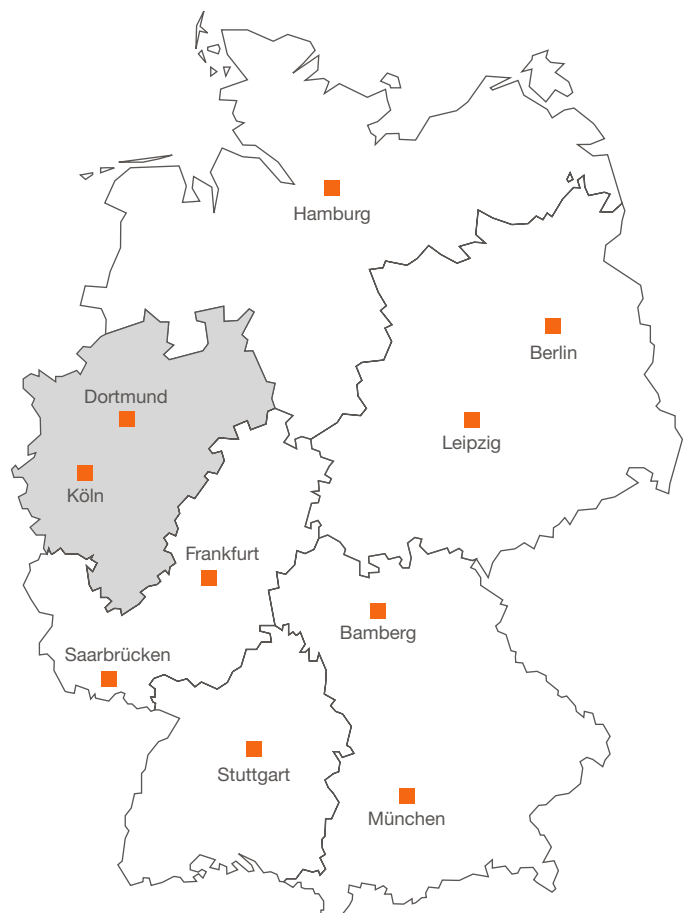 Hamburg
Berlin
Dortmund
Leipzig
Köln
Frankfurt
Bamberg
Saarbrücken
Stuttgart
München